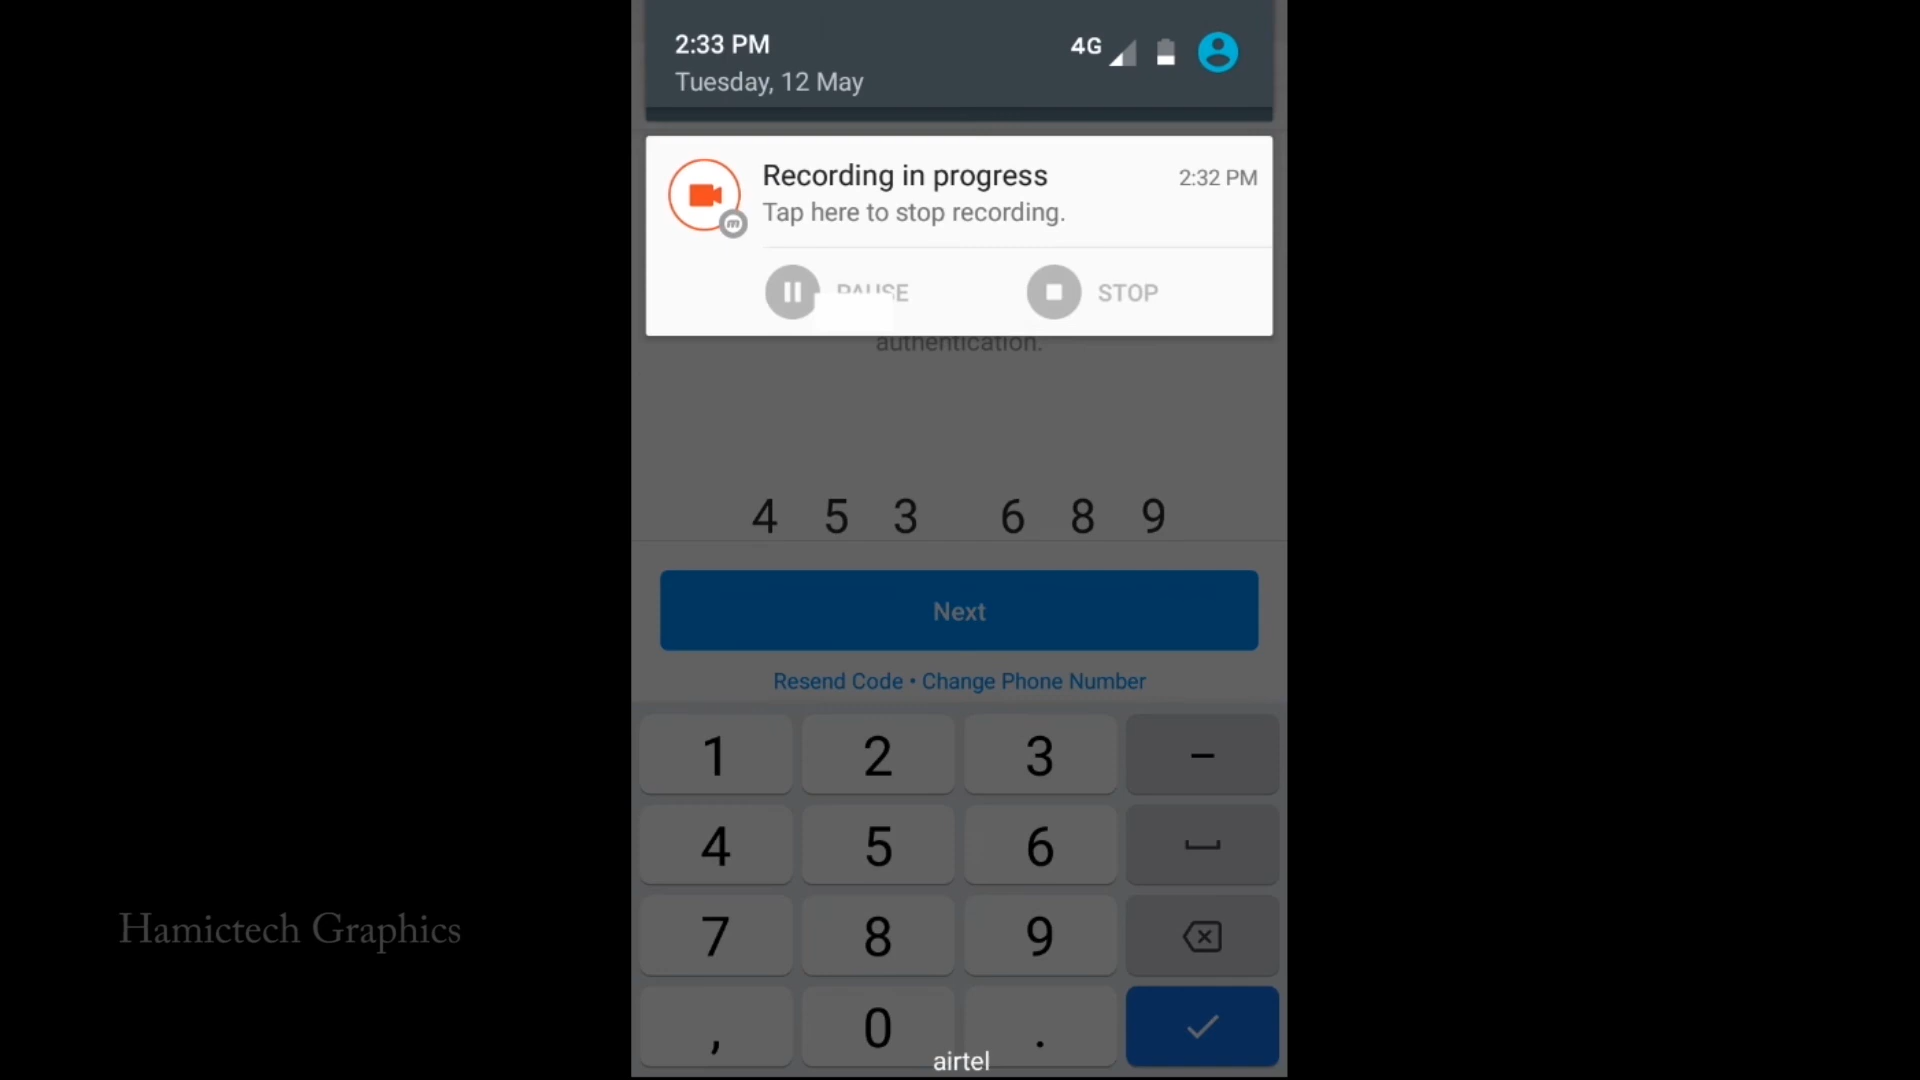 2:33 PM
4G
Tuesday, 12 May
Recording in progress
2:32 PM
Tap here to stop recording.
PAUSE
STOP
authentication.
4 5 3 6 8 9
Next
Resend Code • Change Phone Number
1 2 3 –
4 5 6
7 8 9
, 0 .
airtel
Hamictech Graphics